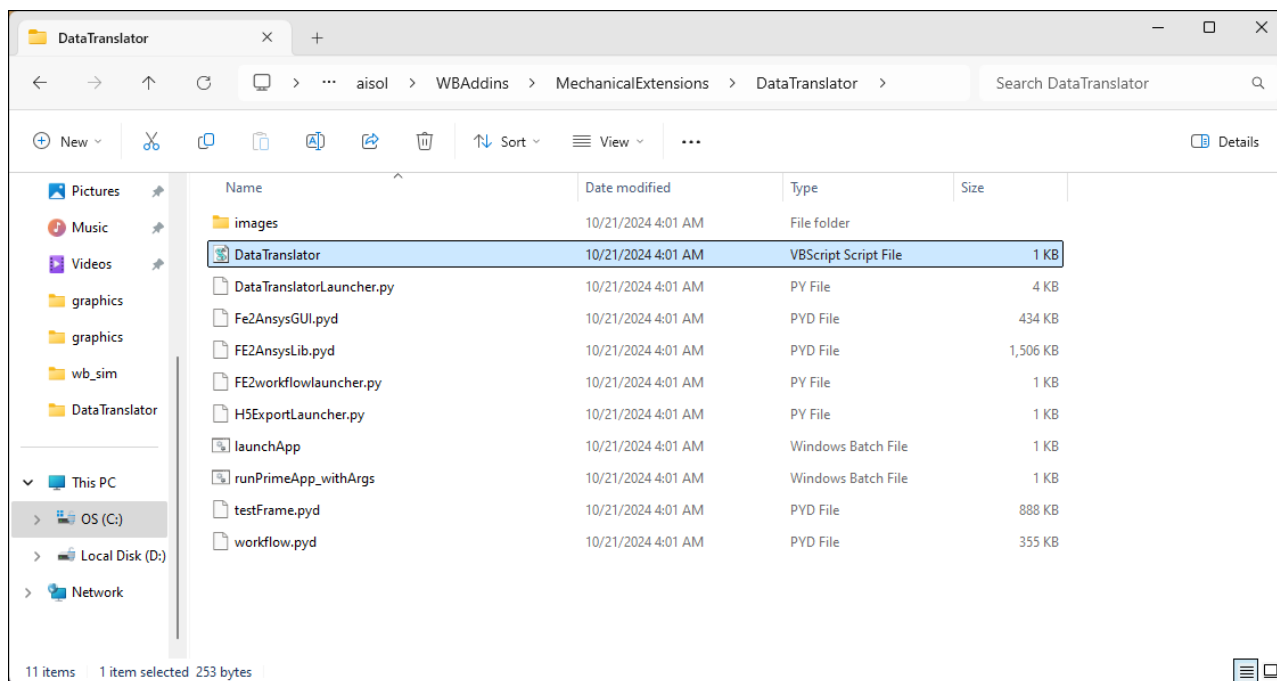 DataTranslator
aisol > WBAddins > MechanicalExtensions > DataTranslator >
Search DataTranslator
New
Sort
View
Details
Pictures
Music
Videos
graphics
graphics
wb_sim
DataTranslator
This PC
OS (C:)
Local Disk (D:)
Network
Name Date modified Type Size
images 10/21/2024 4:01 AM File folder
DataTranslator 10/21/2024 4:01 AM VBScript Script File 1 KB
DataTranslatorLauncher.py 10/21/2024 4:01 AM PY File 4 KB
Fe2AnsysGUI.pyd 10/21/2024 4:01 AM PYD File 434 KB
FE2AnsysLib.pyd 10/21/2024 4:01 AM PYD File 1,506 KB
FE2workflowlauncher.py 10/21/2024 4:01 AM PY File 1 KB
H5ExportLauncher.py 10/21/2024 4:01 AM PY File 1 KB
launchApp 10/21/2024 4:01 AM Windows Batch File 1 KB
runPrimeApp_withArgs 10/21/2024 4:01 AM Windows Batch File 1 KB
testFrame.pyd 10/21/2024 4:01 AM PYD File 888 KB
workflow.pyd 10/21/2024 4:01 AM PYD File 355 KB
11 items 1 item selected 253 bytes